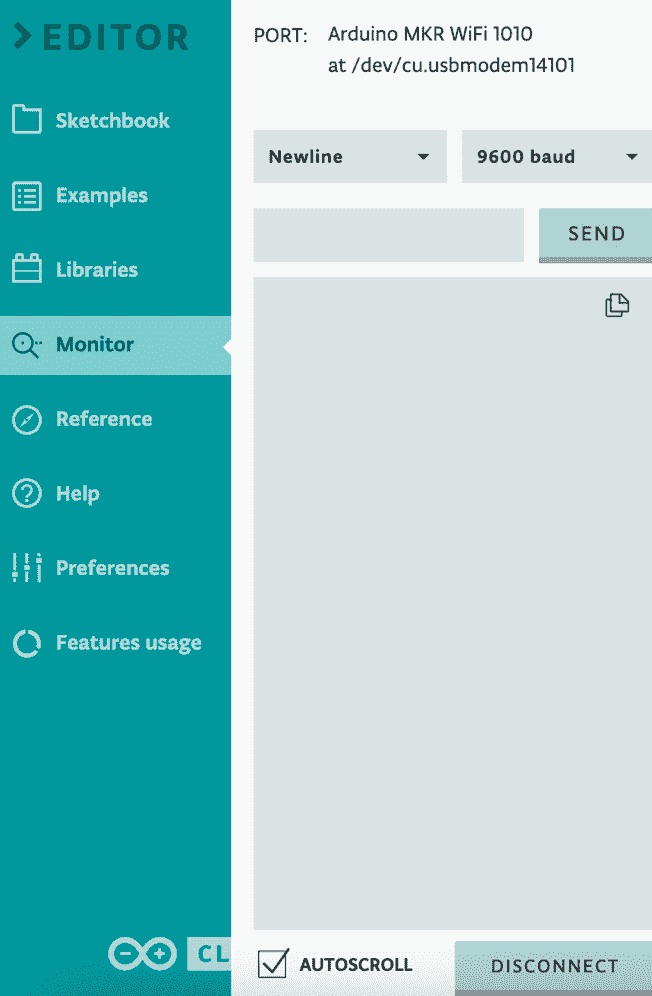 EDITOR
Sketchbook
Examples
Libraries
Monitor
Reference
Help
Preferences
Features usage
CL
PORT: Arduino MKR WiFi 1010
at /dev/cu.usbmodem14101
Newline
9600 baud
SEND
AUTOSCROLL
DISCONNECT